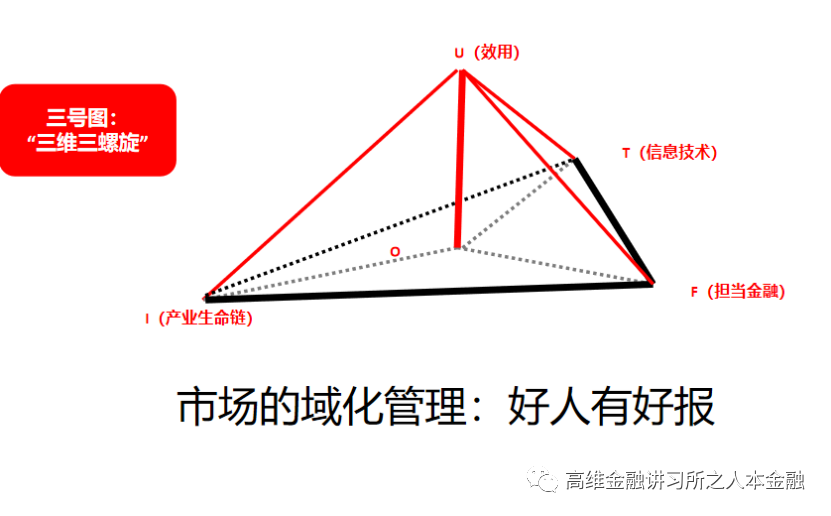 U（效用）
三号图：
“三维三螺旋”
T（信息技术）
O
F（担当金融）
I（产业生命链）
市场的域化管理：好人有好报
高维金融讲习所之人本金融